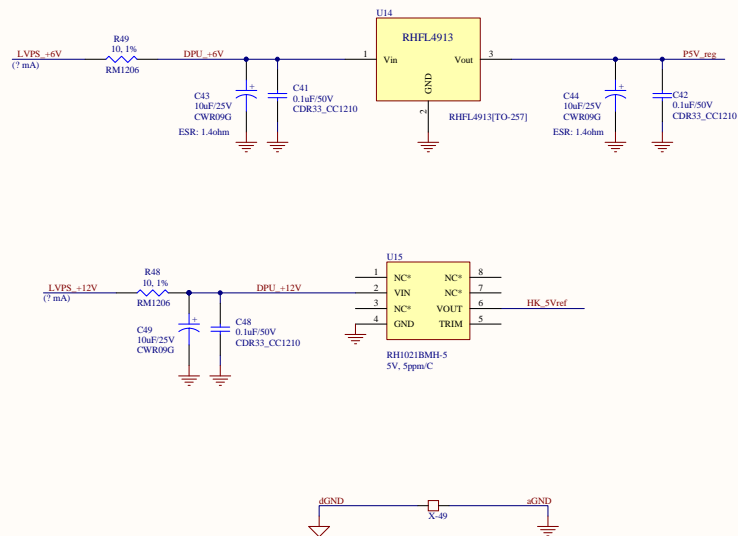 U14
R49
10, 1%
RHFL4913
LVPS_+6V
DPU_+6V
1
Vin
Vout
3
P5V_reg
(? mA)
RM1206
GND
2
C43
10uF/25V
CWR09G
ESR: 1.4ohm
+
C41
0.1uF/50V
CDR33_CC1210
RHFL4913[TO-257]
C44
10uF/25V
CWR09G
ESR: 1.4ohm
+
C42
0.1uF/50V
CDR33_CC1210
U15
R48
10, 1%
LVPS_+12V
DPU_+12V
(? mA)
RM1206
1
NC*
NC*
8
2
VIN
NC*
7
3
NC*
VOUT
6
HK_5Vref
4
GND
TRIM
5
C49
10uF/25V
CWR09G
+
C48
0.1uF/50V
CDR33_CC1210
RH1021BMH-5
5V, 5ppm/C
dGND
aGND
X-49